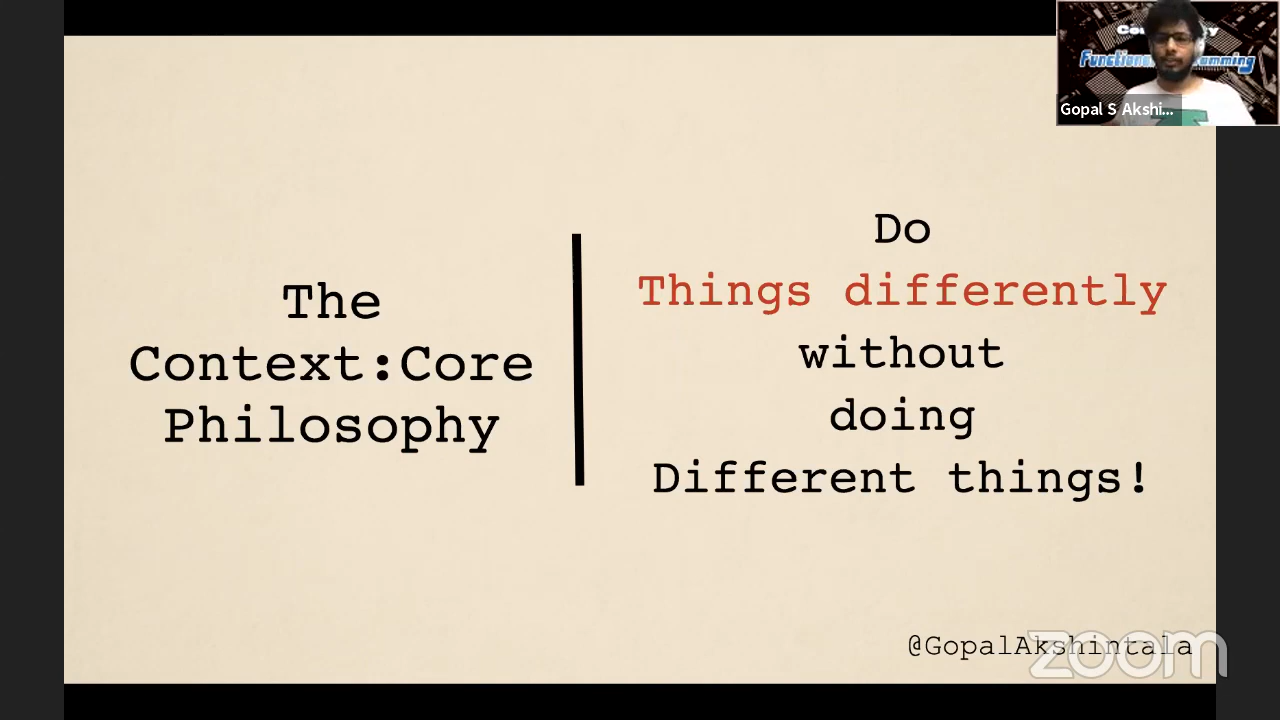 The
Context:Core
Philosophy
Do
Things differently
without
doing
Different things!
@GopalAkshintala
zoom
Gopal S Akshi...